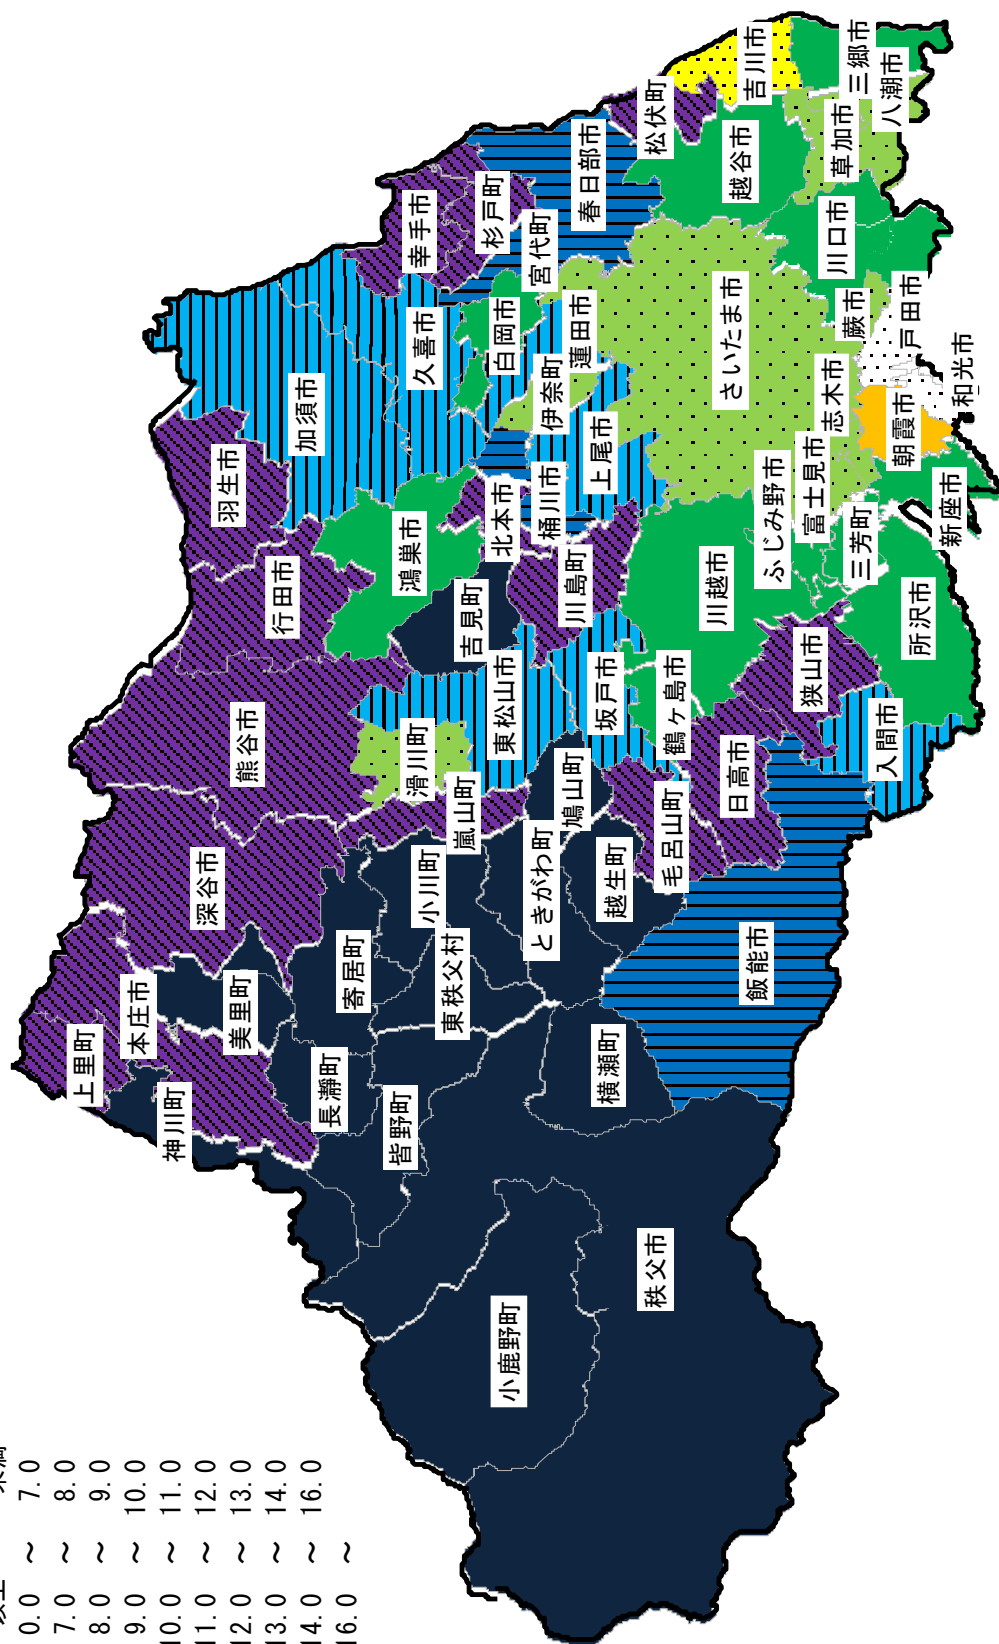 0.0 ～ 7.0
7.0 ～ 8.0
8.0 ～ 9.0
9.0 ～ 10.0
10.0 ～ 11.0
11.0 ～ 12.0
12.0 ～ 13.0
13.0 ～ 14.0
14.0 ～ 16.0
16.0 ～
上里町
本庄市
神川町
美里町
深谷市
熊谷市
羽生市
行田市
加須市
長瀞町
寄居町
皆野町
鴻巣市
久喜市
幸手市
小川町
東秩父村
嵐山町
滑川町
吉見町
杉戸町
小鹿野町
東松山市
北本市
白岡市
ときがわ町
鳩山町
川島町
桶川市
伊奈町
宮代町
横瀬町
越生町
坂戸市
上尾市
蓮田市
春日部市
秩父市
毛呂山町
鶴ヶ島市
松伏町
日高市
川越市
さいたま市
越谷市
飯能市
ふじみ野市
吉川市
狭山市
富士見市
志木市
川口市
草加市
三芳町
蕨市
三郷市
入間市
朝霞市
戸田市
八潮市
所沢市
新座市
和光市